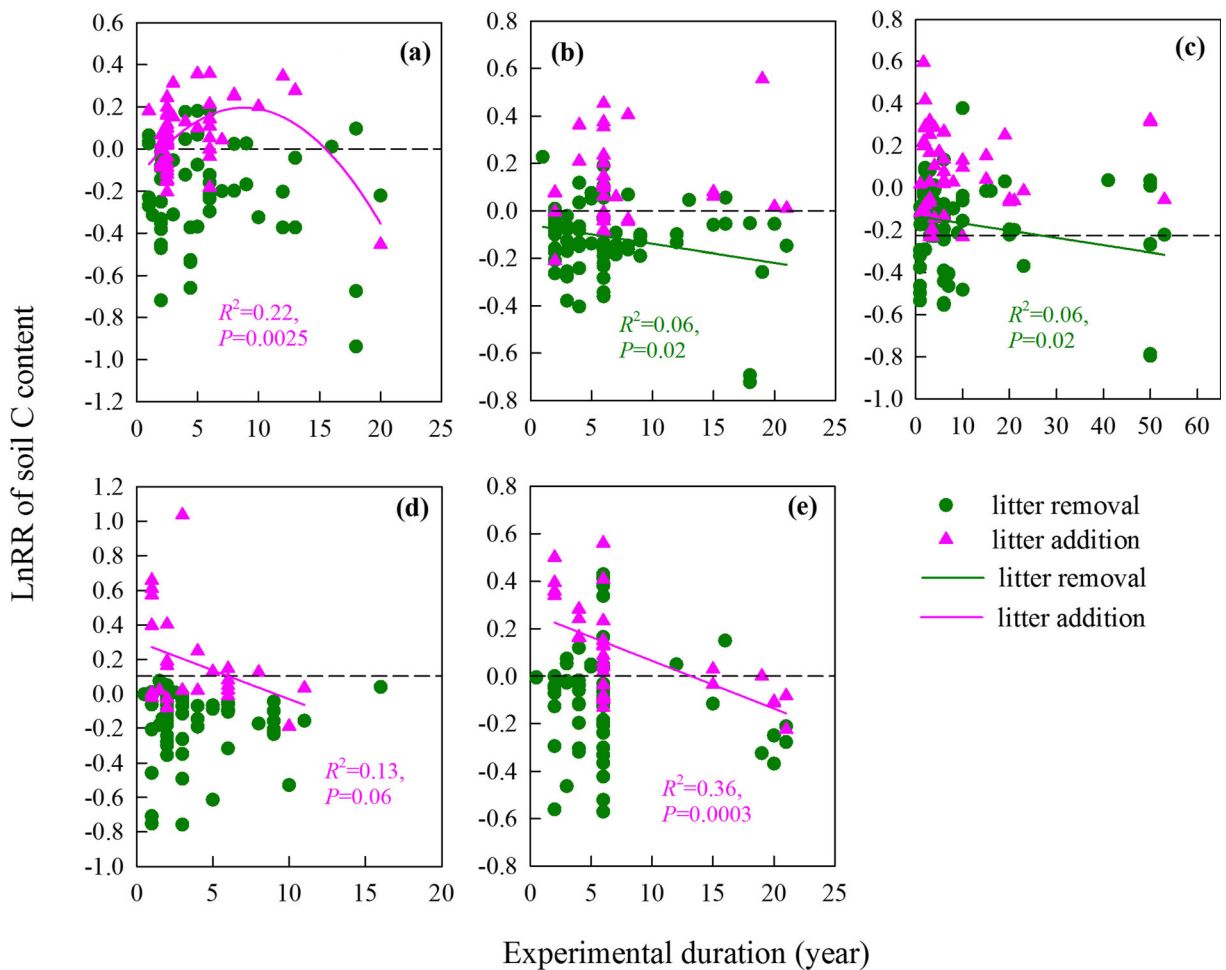 LnRR of soil C content
0.6
0.4
0.2
0.0
-0.2
-0.4
-0.6
-0.8
-1.0
-1.2
0 5 10 15 20 25
(a)
R²=0.22,
P=0.0025
0.8
0.6
0.4
0.2
0.0
-0.2
-0.4
-0.6
-0.8
0 5 10 15 20 25
(b)
R²=0.06,
P=0.02
0.8
0.6
0.4
0.2
0.0
-0.2
-0.4
-0.6
-0.8
-1.0
0 10 20 30 40 50 60
(c)
R²=0.06,
P=0.02
1.2
1.0
0.8
0.6
0.4
0.2
0.0
-0.2
-0.4
-0.6
-0.8
-1.0
0 5 10 15 20
(d)
R²=0.13,
P=0.06
0.8
0.6
0.4
0.2
0.0
-0.2
-0.4
-0.6
-0.8
0 5 10 15 20 25
(e)
R²=0.36,
P=0.0003
litter removal
litter addition
litter removal
litter addition
Experimental duration (year)